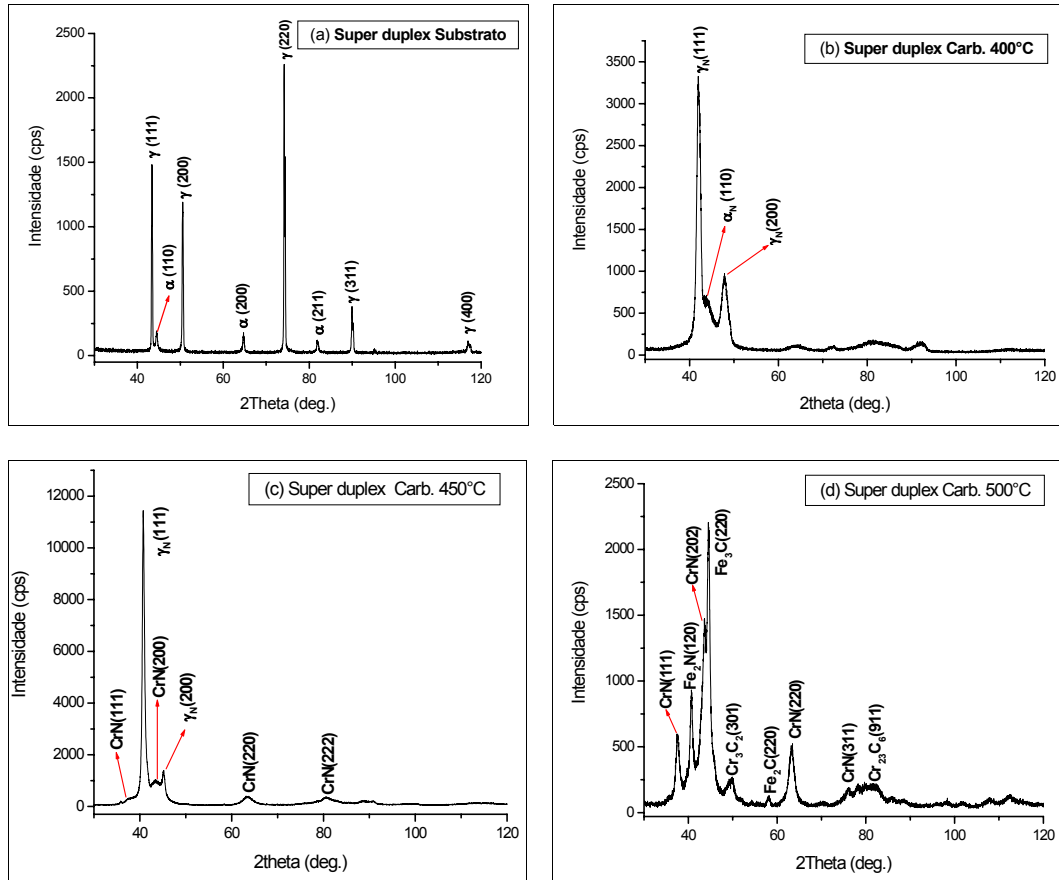 (a) Super duplex Substrato
Intensidade (cps)
2500
2000
1500
1000
500
0
γ (111)
α (110)
γ (200)
α (200)
γ (220)
α (211)
γ (311)
γ (400)
40
60
80
100
120
2Theta (deg.)
(b) Super duplex Carb. 400°C
Intensidade (cps)
3500
3000
2500
2000
1500
1000
500
0
γN(111)
αN (110)
γN(200)
40
60
80
100
120
2theta (deg.)
(c) Super duplex Carb. 450°C
Intensidade (cps)
12000
10000
8000
6000
4000
2000
0
CrN(111)
γN(111)
CrN(200)
γN(200)
CrN(220)
CrN(222)
40
60
80
100
120
2theta (deg.)
(d) Super duplex Carb. 500°C
Intensidade (cps)
2500
2000
1500
1000
500
0
CrN(111)
Fe2N(120)
CrN(202)
Fe3C(220)
Cr3C2(301)
Fe2C(220)
CrN(220)
CrN(311)
Cr23C6(911)
40
60
80
100
120
2Theta (deg.)